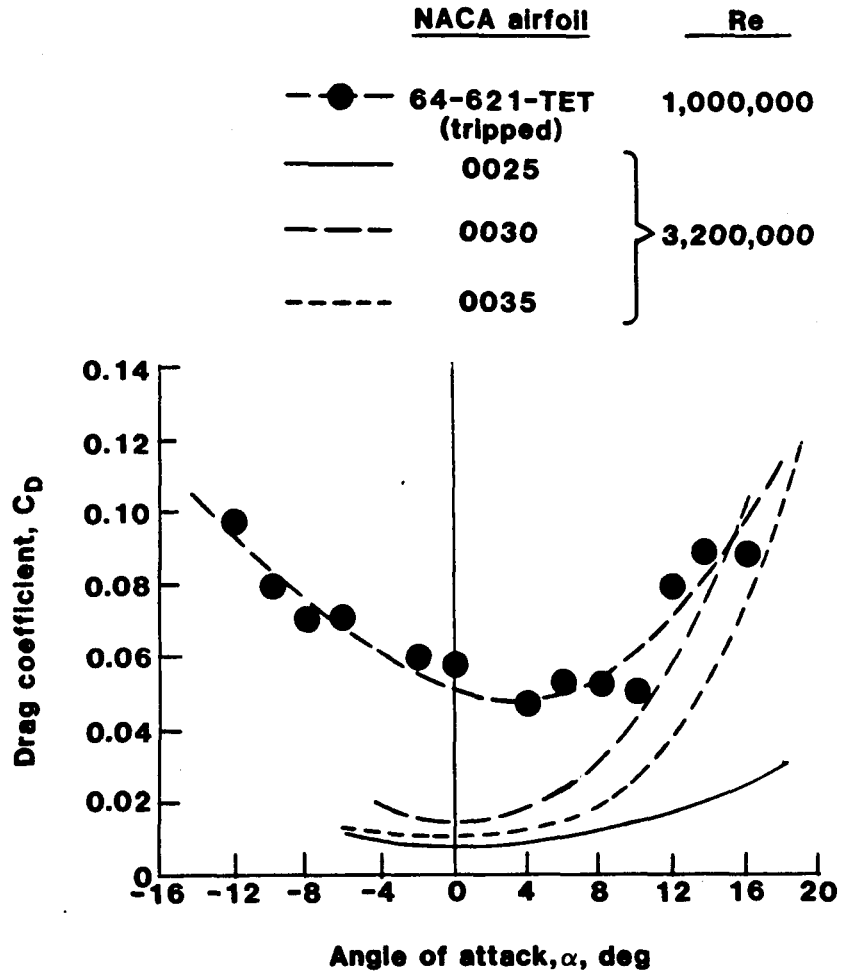 NACA airfoil Re
64-621-TET 1,000,000
(tripped)
0025
0030 3,200,000
0035
0.14
0.12
0.10
0.08
0.06
0.04
0.02
0
-16 -12 -8 -4 0 4 8 12 16 20
Drag coefficient, CD
Angle of attack, α, deg